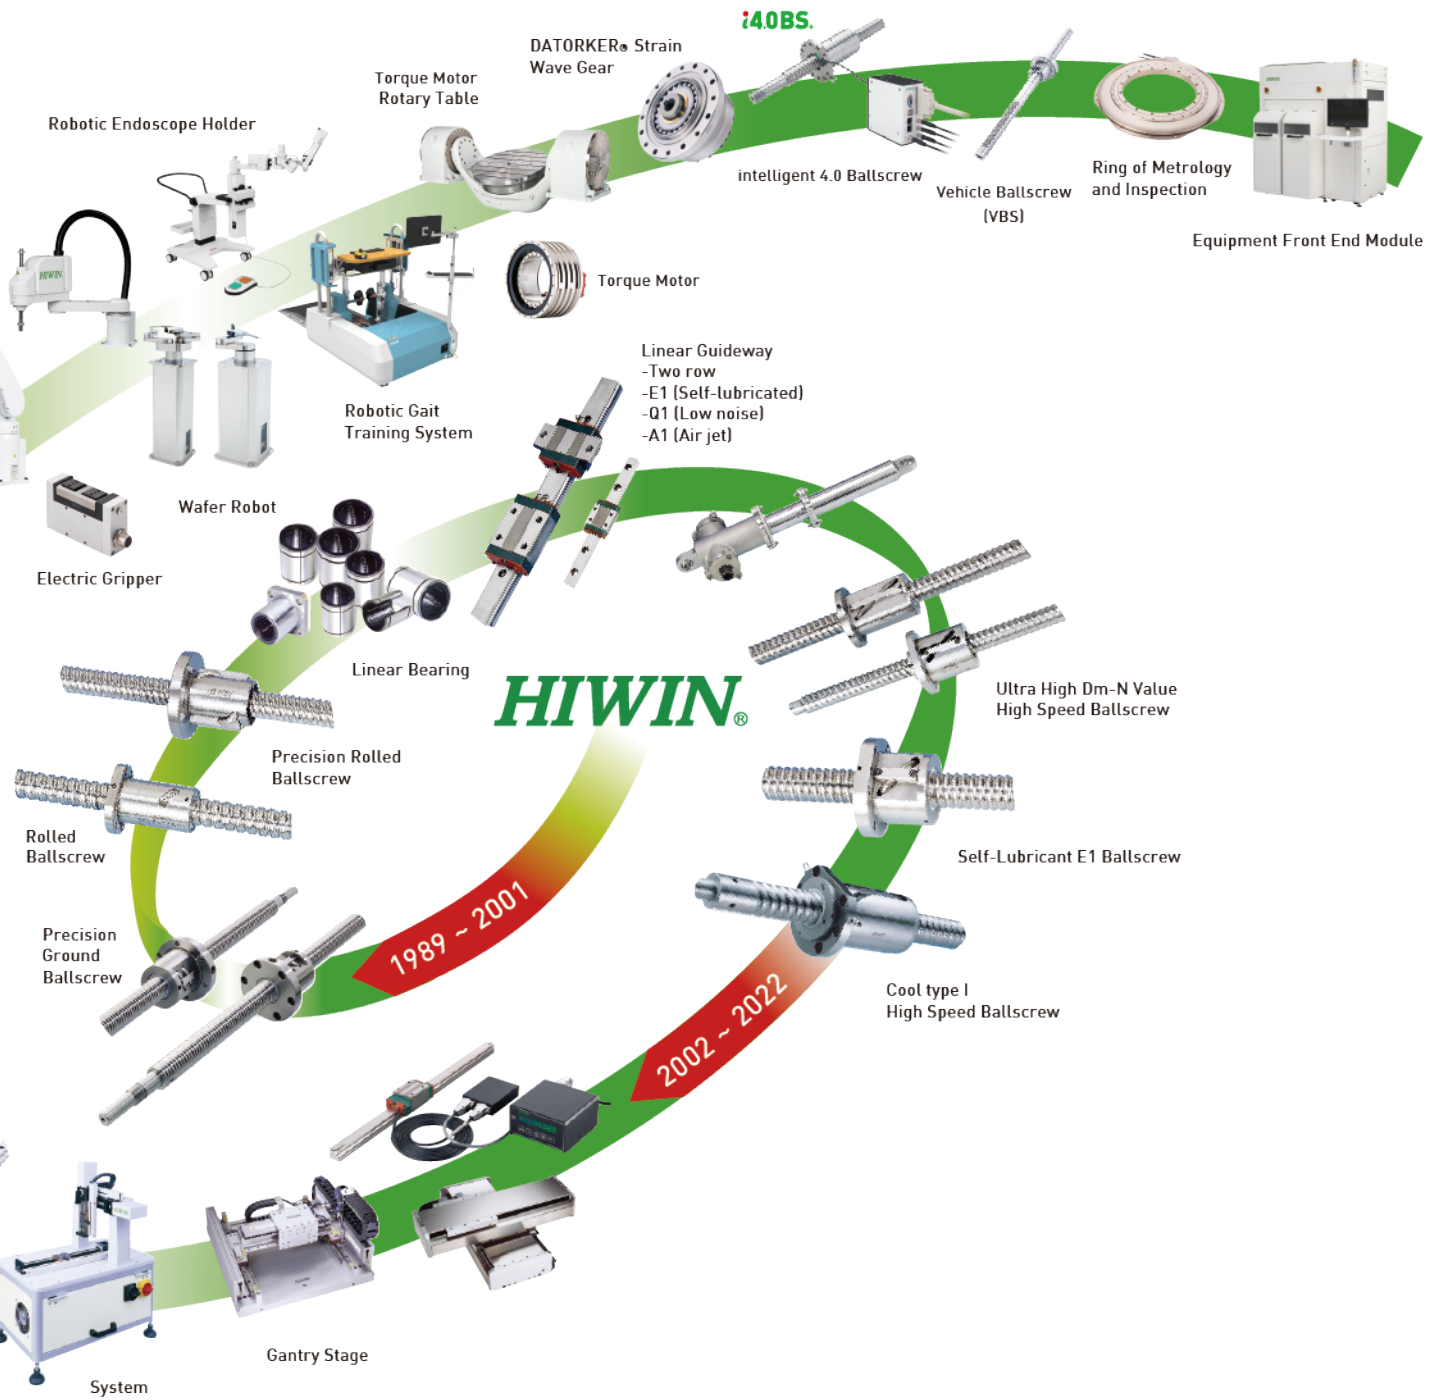 i4.0BS.
DATORKER® Strain
Wave Gear
Torque Motor
Rotary Table
Robotic Endoscope Holder
intelligent 4.0 Ballscrew
Vehicle Ballscrew
(VBS)
Ring of Metrology
and Inspection
HIWIN
Equipment Front End Module
HIWIN
Torque Motor
Linear Guideway
-Two row
-E1 (Self-lubricated)
-Q1 (Low noise)
-A1 (Air jet)
Robotic Gait
Training System
Wafer Robot
Electric Gripper
Linear Bearing
HIWIN®
Ultra High Dm-N Value
High Speed Ballscrew
Precision Rolled
Ballscrew
Rolled
Ballscrew
Self-Lubricant E1 Ballscrew
Precision
Ground
Ballscrew
1989 ~ 2001
Cool type I
High Speed Ballscrew
2002 ~ 2022
Gantry Stage
System